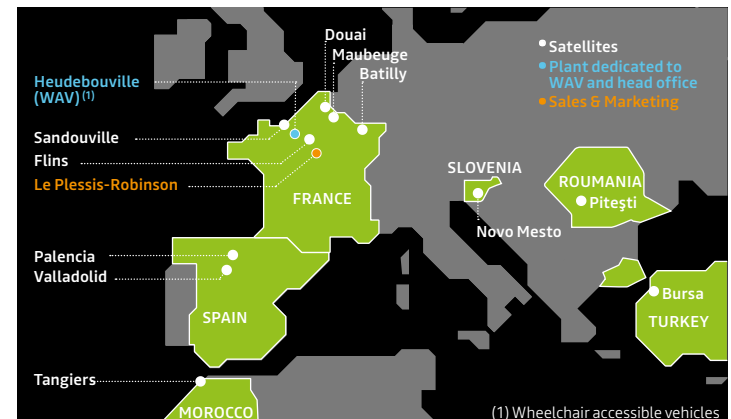 Douai
Maubeuge
Batilly
Satellites
Plant dedicated to
WAV and head office
Sales & Marketing
Heudebouville
(WAV) (1)
Sandouville
Flins
Le Plessis-Robinson
FRANCE
SLOVENIA
Novo Mesto
ROUMANIA
Piteşti
Palencia
Valladolid
SPAIN
Bursa
TURKEY
Tangiers
MOROCCO
(1) Wheelchair accessible vehicles